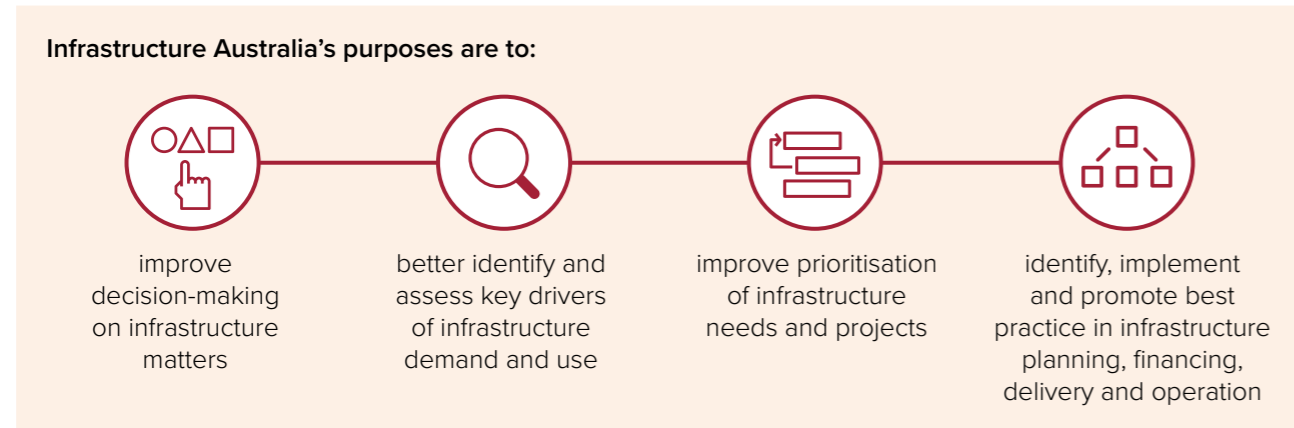 Infrastructure Australia’s purposes are to:
improve
decision-making
on infrastructure
matters
better identify and
assess key drivers
of infrastructure
demand and use
improve prioritisation
of infrastructure
needs and projects
identify, implement
and promote best
practice in infrastructure
planning, financing,
delivery and operation